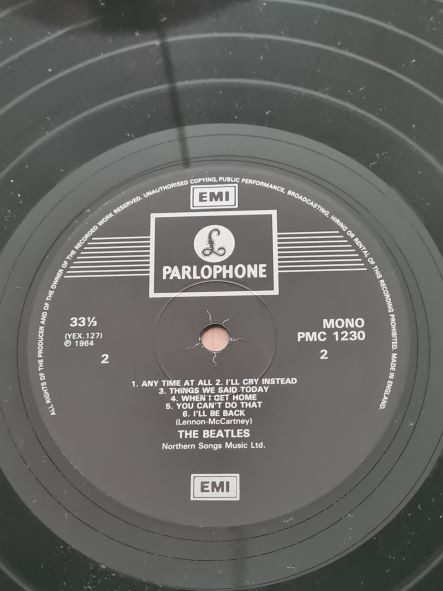 ALL RIGHTS OF THE PRODUCER AND OF THE OWNER OF THE RECORDED WORK RESERVED. UNAUTHORISED COPYING, PUBLIC PERFORMANCE, BROADCASTING, HIRING OR RENTAL OF THIS RECORDING PROHIBITED. MADE IN ENGLAND.
EMI
£
PARLOPHONE
33⅓
(YEX.127)
℗ 1964
2
MONO
PMC 1230
2
1. ANY TIME AT ALL 2. I'LL CRY INSTEAD
3. THINGS WE SAID TODAY
4. WHEN I GET HOME
5. YOU CAN'T DO THAT
6. I'LL BE BACK
(Lennon-McCartney)
THE BEATLES
Northern Songs Music Ltd.
EMI